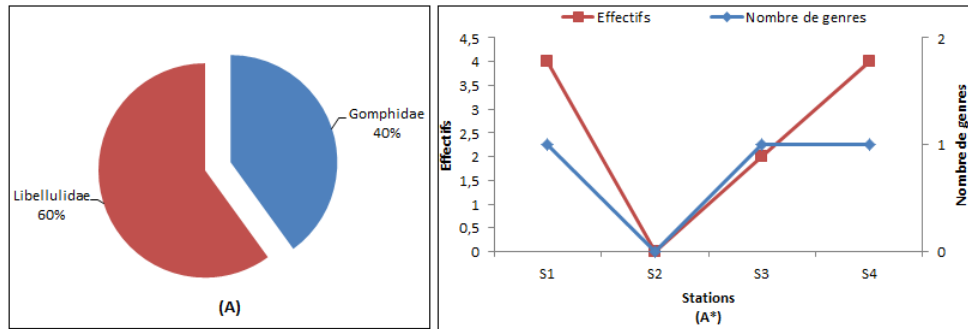 Gomphidae
40%
Libellulidae
60%
(A)
Effectifs
Nombre de genres
4,5
4
3,5
3
2,5
2
1,5
1
0,5
0
Effectifs
2
1
0
Nombre de genres
S1 S2 S3 S4
Stations
(A*)